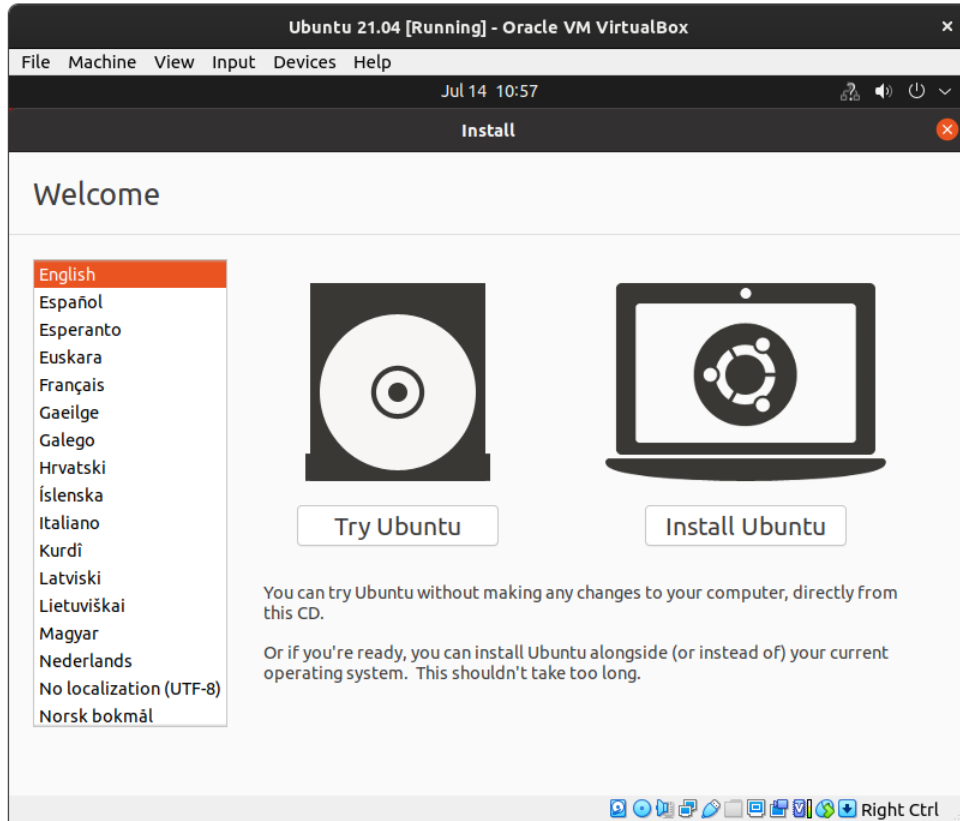 Ubuntu 21.04 [Running] - Oracle VM VirtualBox
File Machine View Input Devices Help
Jul 14 10:57
Install
Welcome
English
Español
Esperanto
Euskara
Français
Gaeilge
Galego
Hrvatski
Íslenska
Italiano
Kurdî
Latviski
Lietuviškai
Magyar
Nederlands
No localization (UTF-8)
Norsk bokmål
Try Ubuntu
Install Ubuntu
You can try Ubuntu without making any changes to your computer, directly from
this CD.
Or if you're ready, you can install Ubuntu alongside (or instead of) your current
operating system. This shouldn't take too long.
Right Ctrl